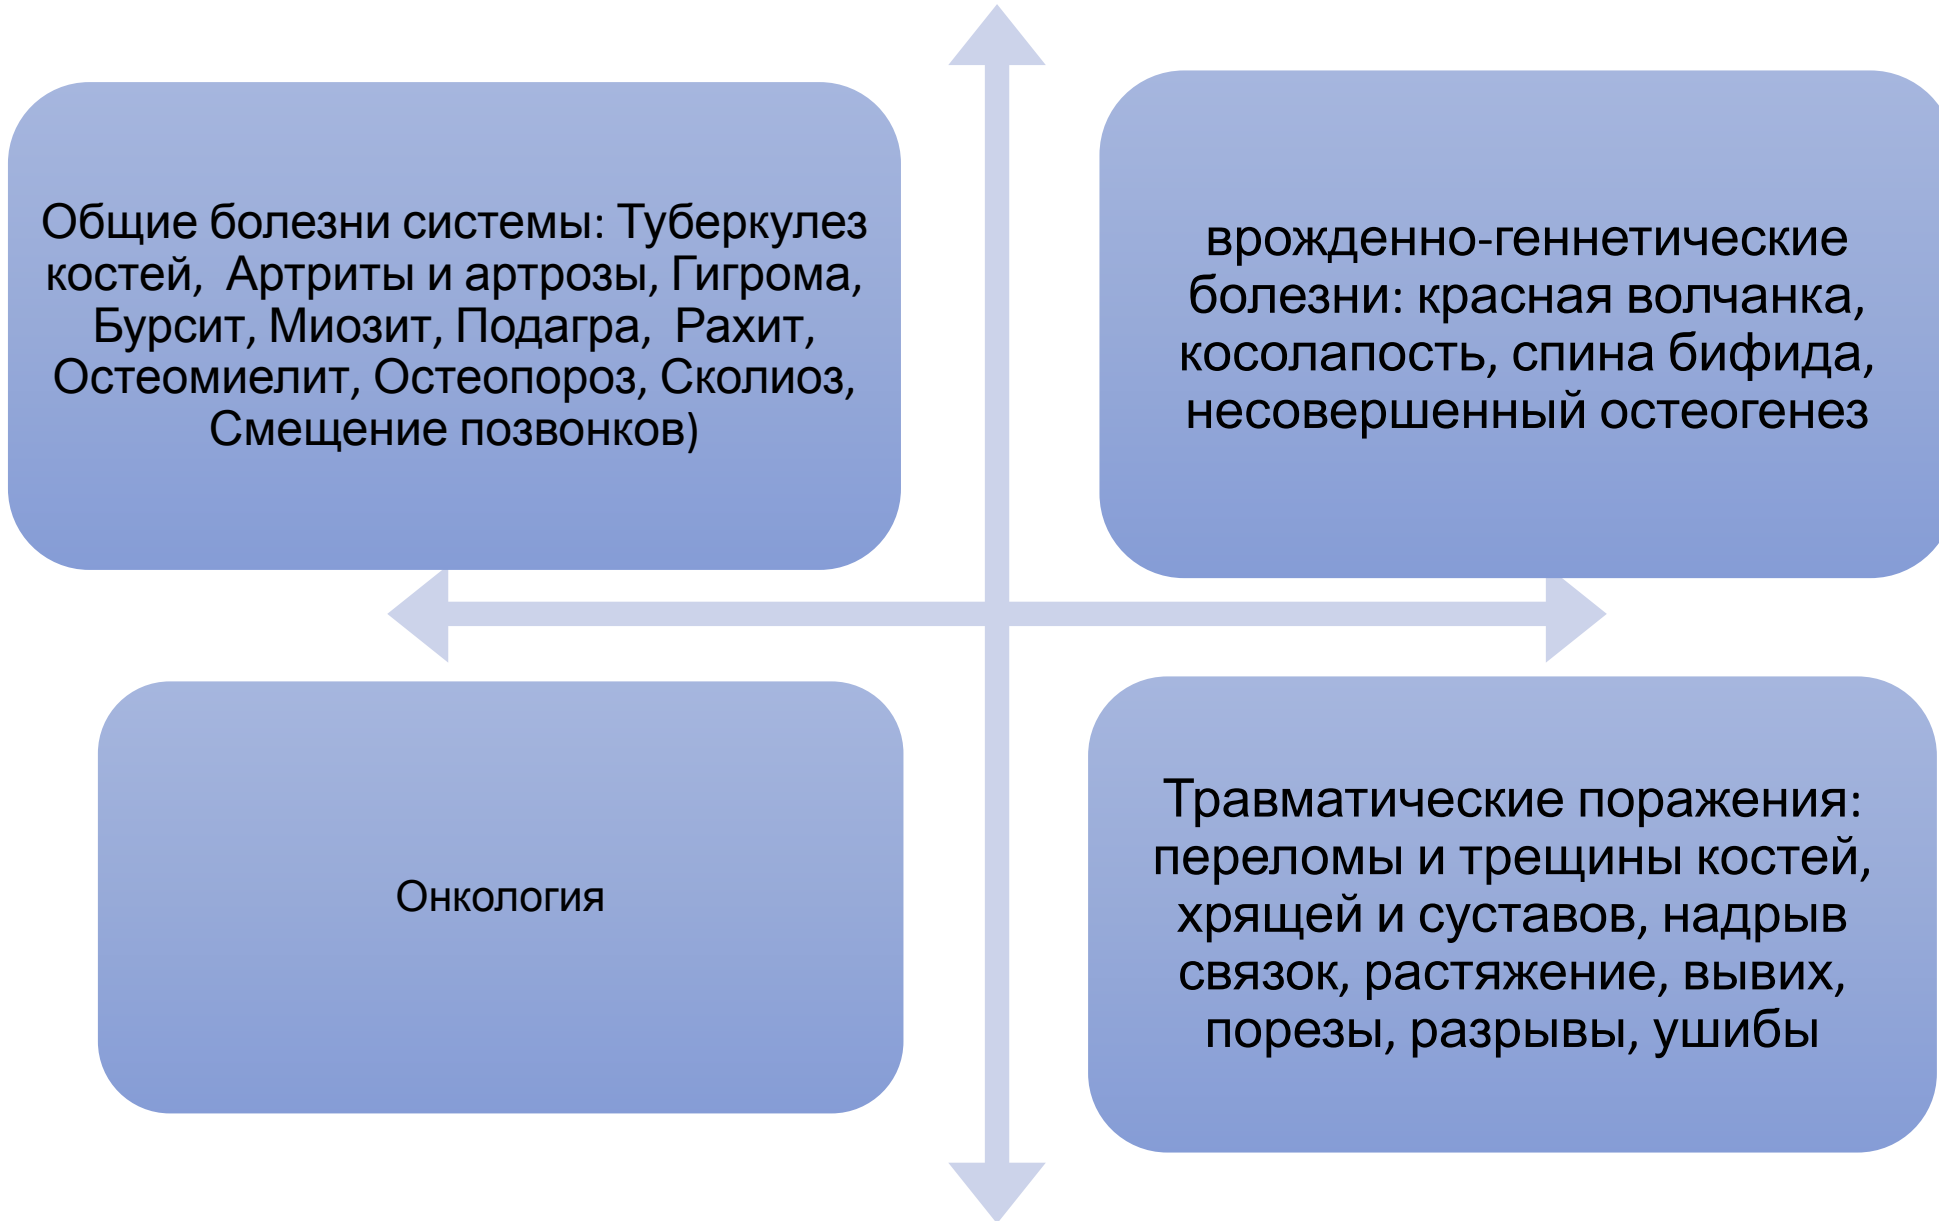 Общие болезни системы: Туберкулез
костей,  Артриты и артрозы, Гигрома,
Бурсит, Миозит, Подагра,  Рахит,
Остеомиелит, Остеопороз, Сколиоз,
Смещение позвонков)
врожденно-геннетические
болезни: красная волчанка,
косолапость, спина бифида,
несовершенный остеогенез
Онкология
Травматические поражения:
переломы и трещины костей,
хрящей и суставов, надрыв
связок, растяжение, вывих,
порезы, разрывы, ушибы